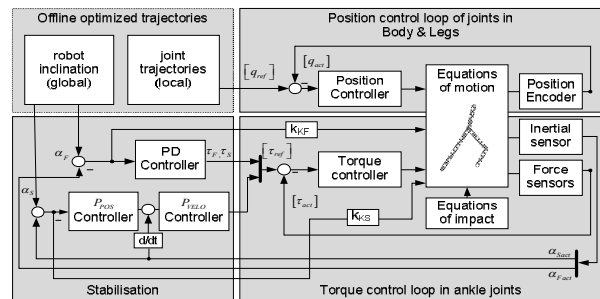 Offline optimized trajectories
robot
inclination
(global)
joint
trajectories
(local)
Position control loop of joints in
Body & Legs
[q_ref]
[q_act]
Position
Controller
Equations
of motion
Position
Encoder
Inertial
sensor
Force
sensors
Equations
of impact
α_F
k_KF
PD
Controller
τ_F, τ_S
[τ_ref]
Torque
controller
[τ_act]
α_S
P_POS
Controller
P_VELO
Controller
d/dt
k_KS
α_Sact
α_Fact
Stabilisation
Torque control loop in ankle joints